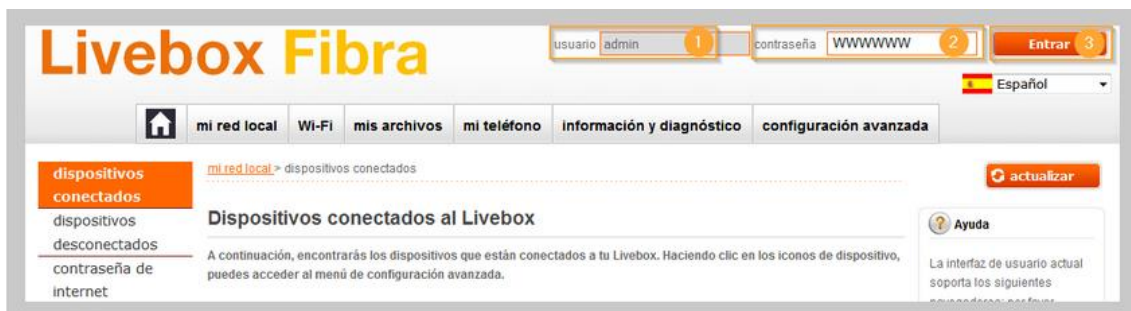 Livebox Fibra
usuario admin 1 contraseña WWWWWW 2 Entrar 3
Español
mi red local Wi-Fi mis archivos mi teléfono información y diagnóstico configuración avanzada
dispositivos conectados
dispositivos desconectados
contraseña de internet
mi red local > dispositivos conectados
actualizar
Dispositivos conectados al Livebox
A continuación, encontrarás los dispositivos que están conectados a tu Livebox. Haciendo clic en los iconos de dispositivo,
puedes acceder al menú de configuración avanzada.
Ayuda
La interfaz de usuario actual
soporta los siguientes